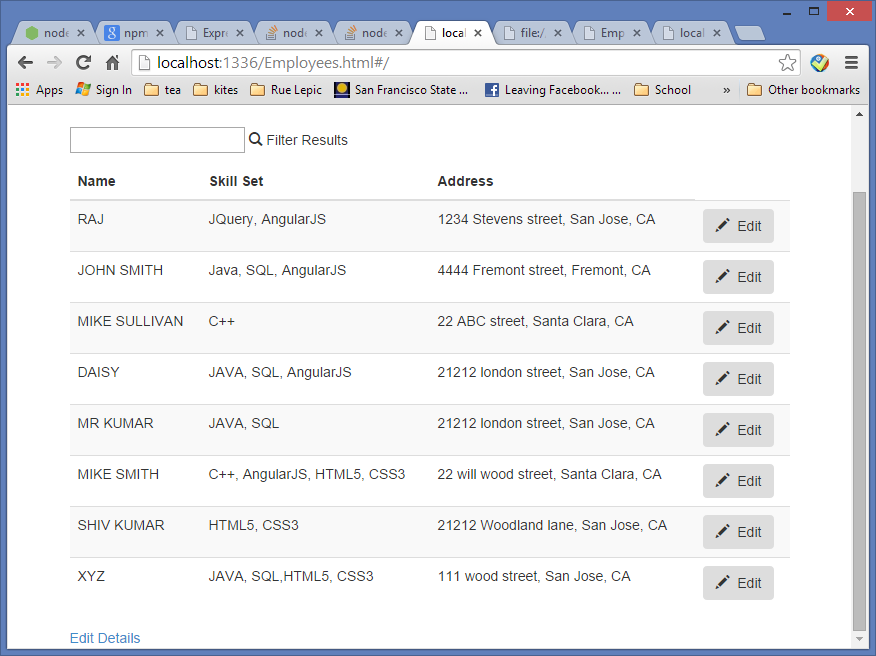 node npm Expre node node local file:/ Emp local
localhost:1336/Employees.html#/
Apps Sign In tea kites Rue Lepic San Francisco State ... Leaving Facebook... ... School » Other bookmarks
Filter Results
Name Skill Set Address
RAJ JQuery, AngularJS 1234 Stevens street, San Jose, CA Edit
JOHN SMITH Java, SQL, AngularJS 4444 Fremont street, Fremont, CA Edit
MIKE SULLIVAN C++ 22 ABC street, Santa Clara, CA Edit
DAISY JAVA, SQL, AngularJS 21212 london street, San Jose, CA Edit
MR KUMAR JAVA, SQL 21212 london street, San Jose, CA Edit
MIKE SMITH C++, AngularJS, HTML5, CSS3 22 will wood street, Santa Clara, CA Edit
SHIV KUMAR HTML5, CSS3 21212 Woodland lane, San Jose, CA Edit
XYZ JAVA, SQL,HTML5, CSS3 111 wood street, San Jose, CA Edit
Edit Details